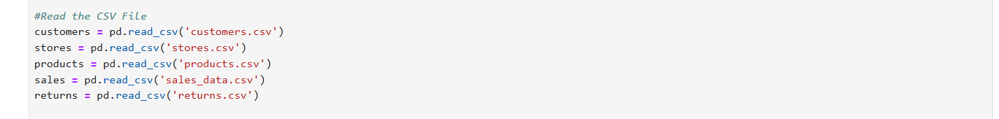 #Read the CSV File
customers = pd.read_csv('customers.csv')
stores = pd.read_csv('stores.csv')
products = pd.read_csv('products.csv')
sales = pd.read_csv('sales_data.csv')
returns = pd.read_csv('returns.csv')